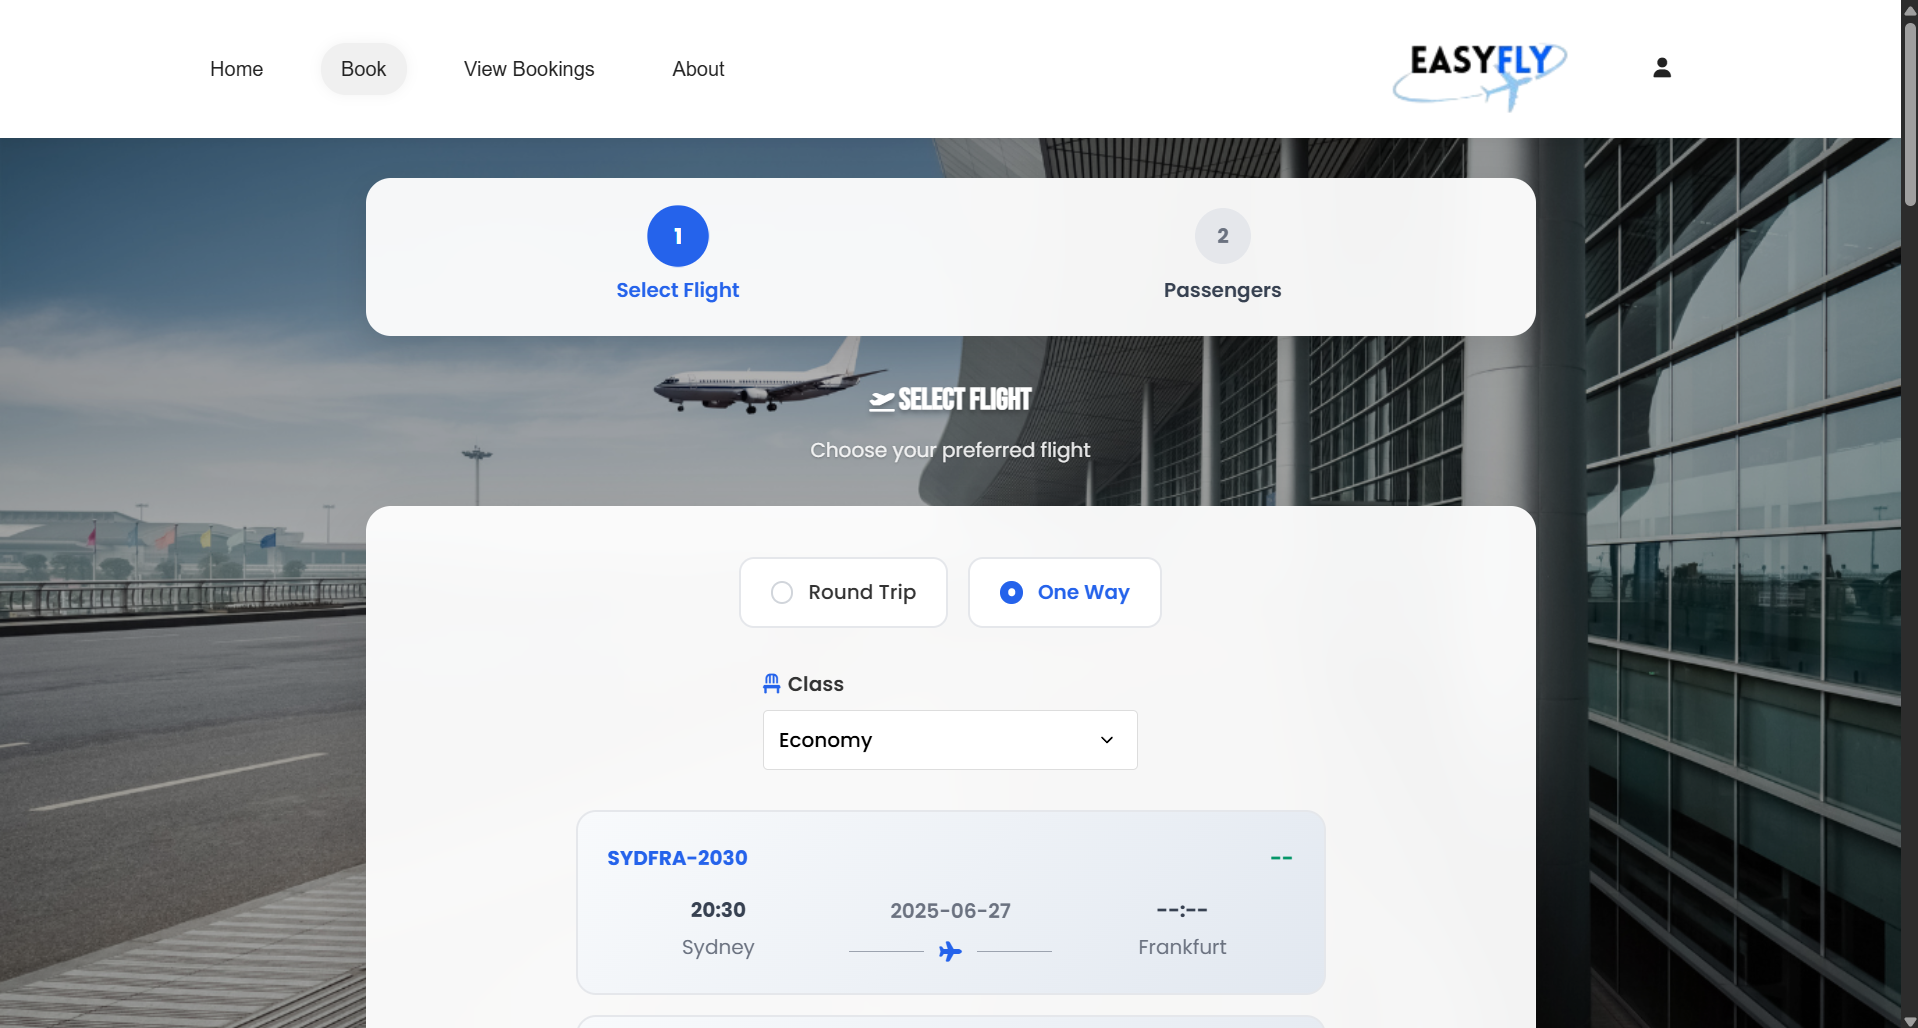 Home
Book
View Bookings
About
EASYFLY
1
Select Flight
2
Passengers
SELECT FLIGHT
Choose your preferred flight
Round Trip
One Way
Class
Economy
SYDFRA-2030
--
20:30
2025-06-27
--:--
Sydney
Frankfurt